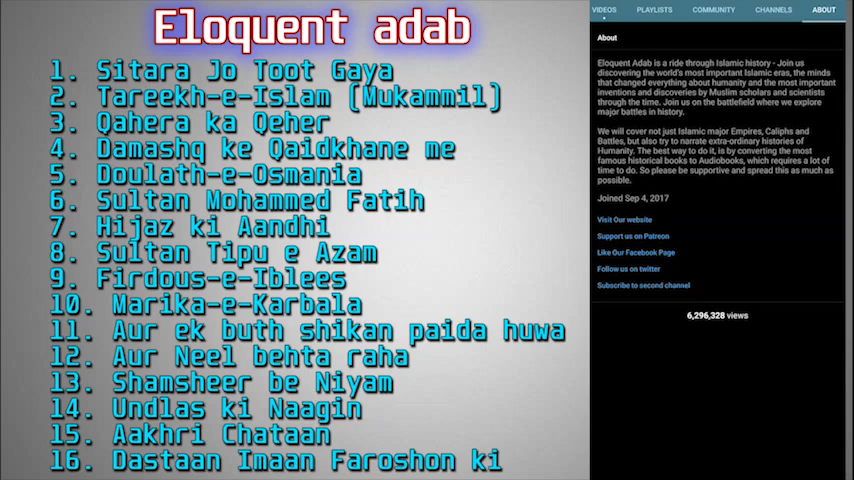 Eloquent adab
1. Sitara Jo Toot Gaya
2. Tareekh-e-Islam (Mukammil)
3. Qahera ka Qeher
4. Damashq ke Qaidkhane me
5. Doulath-e-Osmania
6. Sultan Mohammed Fatih
7. Hijaz ki Aandhi
8. Sultan Tipu e Azam
9. Firdous-e-Iblees
10. Marika-e-Karbala
11. Aur ek buth shikan paida huwa
12. Aur Neel behta raha
13. Shamsheer be Niyam
14. Undlas ki Naagin
15. Aakhri Chataan
16. Dastaan Imaan Faroshon ki
VIDEOS PLAYLISTS COMMUNITY CHANNELS ABOUT
About
Eloquent Adab is a ride through Islamic history - Join us
discovering the world's most important Islamic eras, the minds
that changed everything about humanity and the most important
inventions and discoveries by Muslim scholars and scientists
through the time. Join us on the battlefield where we explore
major battles in history.
We will cover not just Islamic major Empires, Caliphs and
Battles, but also try to narrate extra-ordinary histories of
Humanity. The best way to do it, is by converting the most
famous historical books to Audiobooks, which requires a lot of
time to do. So please be supportive and spread this as much as
possible.
Joined Sep 4, 2017
Visit Our website
Support us on Patreon
Like Our Facebook Page
Follow us on twitter
Subscribe to second channel
6,296,328 views